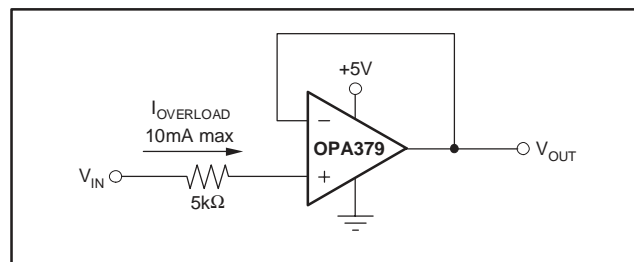 +5V
I_OVERLOAD
10mA max
−
OPA379
V_OUT
V_IN
+
5kΩ